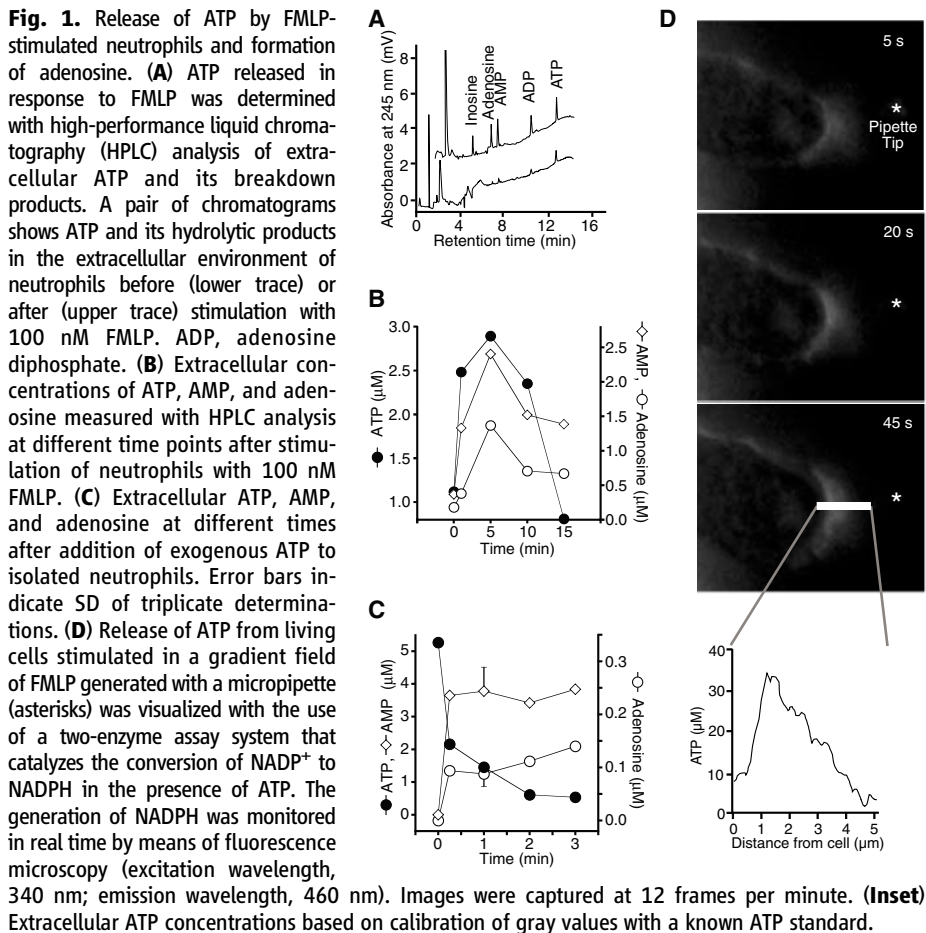 Fig. 1. Release of ATP by FMLP-
stimulated neutrophils and formation
of adenosine. (A) ATP released in
response to FMLP was determined
with high-performance liquid chroma-
tography (HPLC) analysis of extra-
cellular ATP and its breakdown
products. A pair of chromatograms
shows ATP and its hydrolytic products
in the extracellullar environment of
neutrophils before (lower trace) or
after (upper trace) stimulation with
100 nM FMLP. ADP, adenosine
diphosphate. (B) Extracellular con-
centrations of ATP, AMP, and aden-
osine measured with HPLC analysis
at different time points after stimu-
lation of neutrophils with 100 nM
FMLP. (C) Extracellular ATP, AMP,
and adenosine at different times
after addition of exogenous ATP to
isolated neutrophils. Error bars in-
dicate SD of triplicate determina-
tions. (D) Release of ATP from living
cells stimulated in a gradient field
of FMLP generated with a micropipette
(asterisks) was visualized with the use
of a two-enzyme assay system that
catalyzes the conversion of NADP+ to
NADPH in the presence of ATP. The
generation of NADPH was monitored
in real time by means of fluorescence
microscopy (excitation wavelength,
340 nm; emission wavelength, 460 nm). Images were captured at 12 frames per minute. (Inset)
Extracellular ATP concentrations based on calibration of gray values with a known ATP standard.
A
Absorbance at 245 nm (mV)
8
6
4
2
0
Inosine
Adenosine
AMP
ADP
ATP
0 4 8 12 16
Retention time (min)
B
ATP (µM)
3.0
2.5
2.0
1.5
1.0
2.5
2.0
1.5
1.0
0.5
0.0
AMP,
Adenosine (µM)
0 5 10 15
Time (min)
C
ATP, AMP (µM)
5
4
3
2
1
0
0.3
0.2
0.1
0.0
Adenosine (µM)
0 1 2 3
Time (min)
D
5 s
*
Pipette
Tip
20 s
*
45 s
*
ATP (µM)
40
30
20
10
0
0 1 2 3 4 5
Distance from cell (µm)